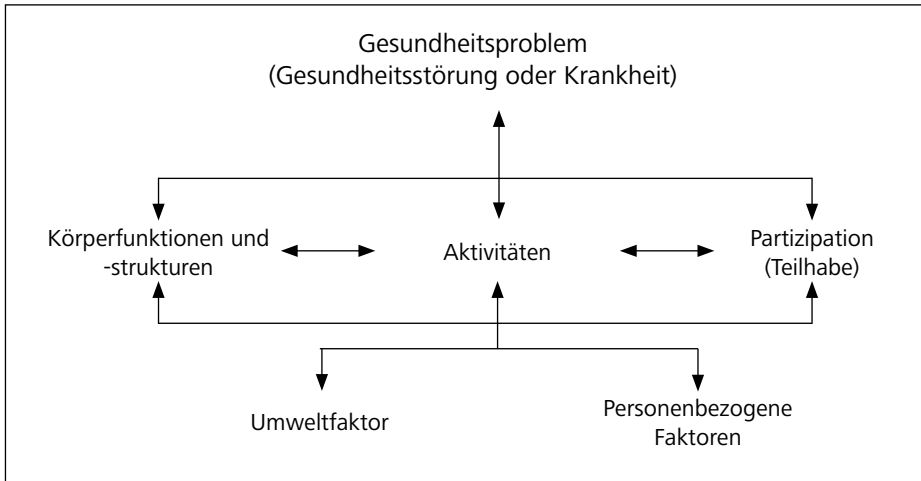 Gesundheitsproblem
(Gesundheitsstörung oder Krankheit)
Körperfunktionen und
-strukturen
Aktivitäten
Partizipation
(Teilhabe)
Umweltfaktor
Personenbezogene
Faktoren